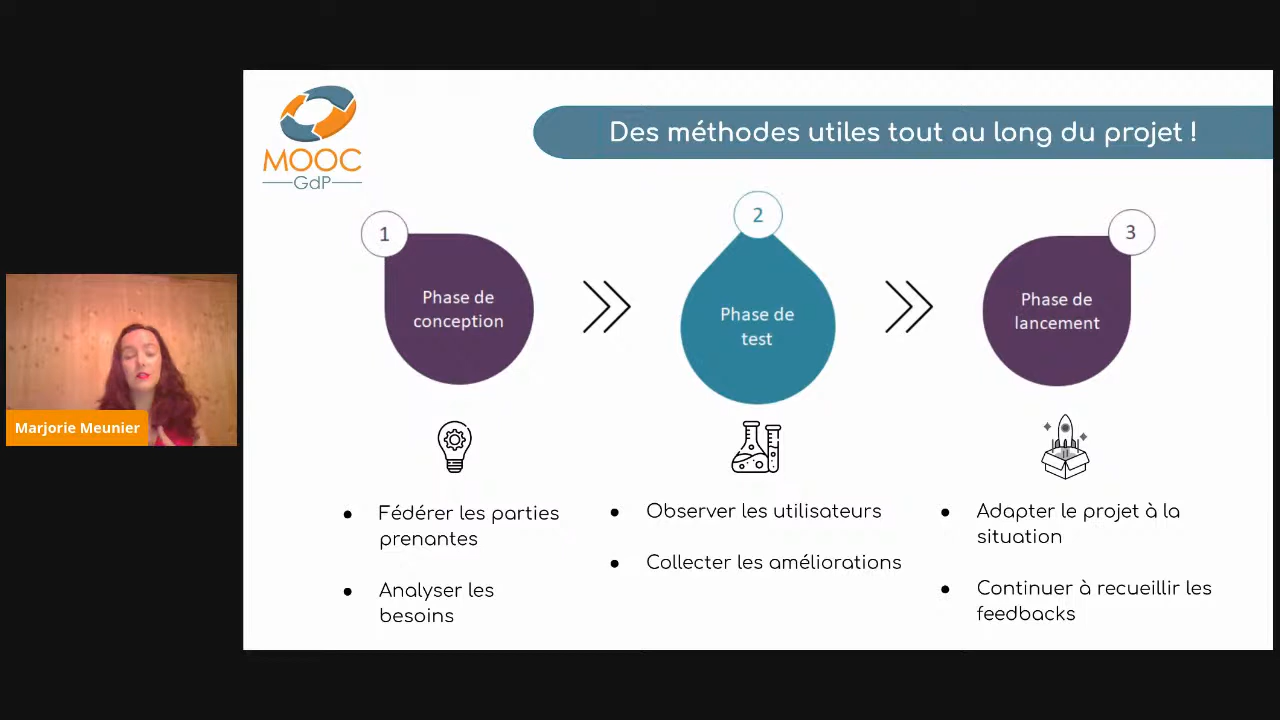 MOOC
GdP
Des méthodes utiles tout au long du projet !
1
Phase de
conception
2
Phase de
test
3
Phase de
lancement
Marjorie Meunier
● Fédérer les parties
prenantes
● Analyser les
besoins
● Observer les utilisateurs
● Collecter les améliorations
● Adapter le projet à la
situation
● Continuer à recueillir les
feedbacks